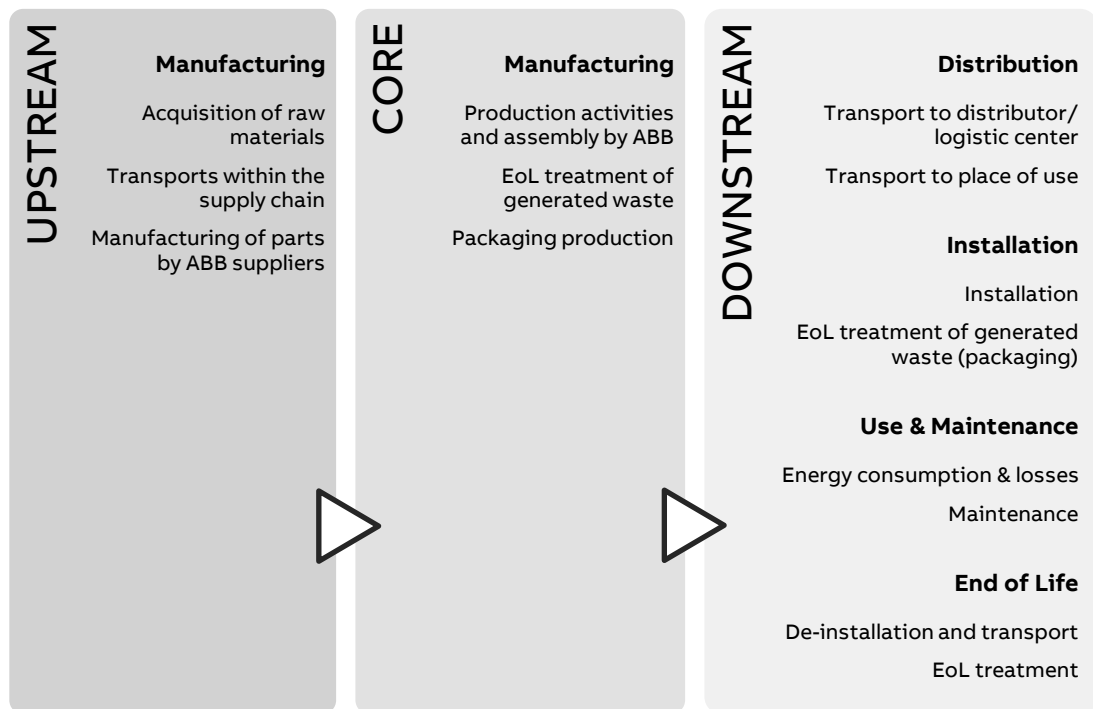 UPSTREAM
Manufacturing
Acquisition of raw
materials
Transports within the
supply chain
Manufacturing of parts
by ABB suppliers
CORE
Manufacturing
Production activities
and assembly by ABB
EoL treatment of
generated waste
Packaging production
DOWNSTREAM
Distribution
Transport to distributor/
logistic center
Transport to place of use
Installation
Installation
EoL treatment of generated
waste (packaging)
Use & Maintenance
Energy consumption & losses
Maintenance
End of Life
De-installation and transport
EoL treatment